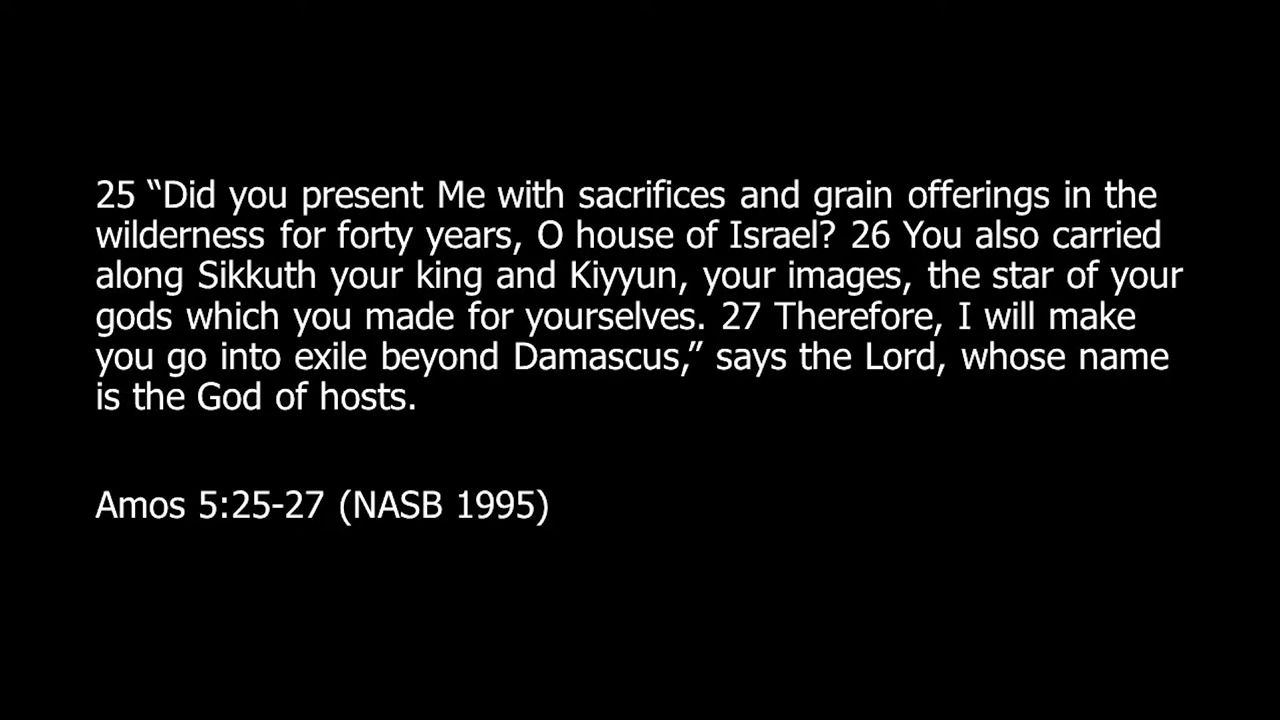 25 “Did you present Me with sacrifices and grain offerings in the
wilderness for forty years, O house of Israel? 26 You also carried
along Sikkuth your king and Kiyyun, your images, the star of your
gods which you made for yourselves. 27 Therefore, I will make
you go into exile beyond Damascus,” says the Lord, whose name
is the God of hosts.
Amos 5:25-27 (NASB 1995)